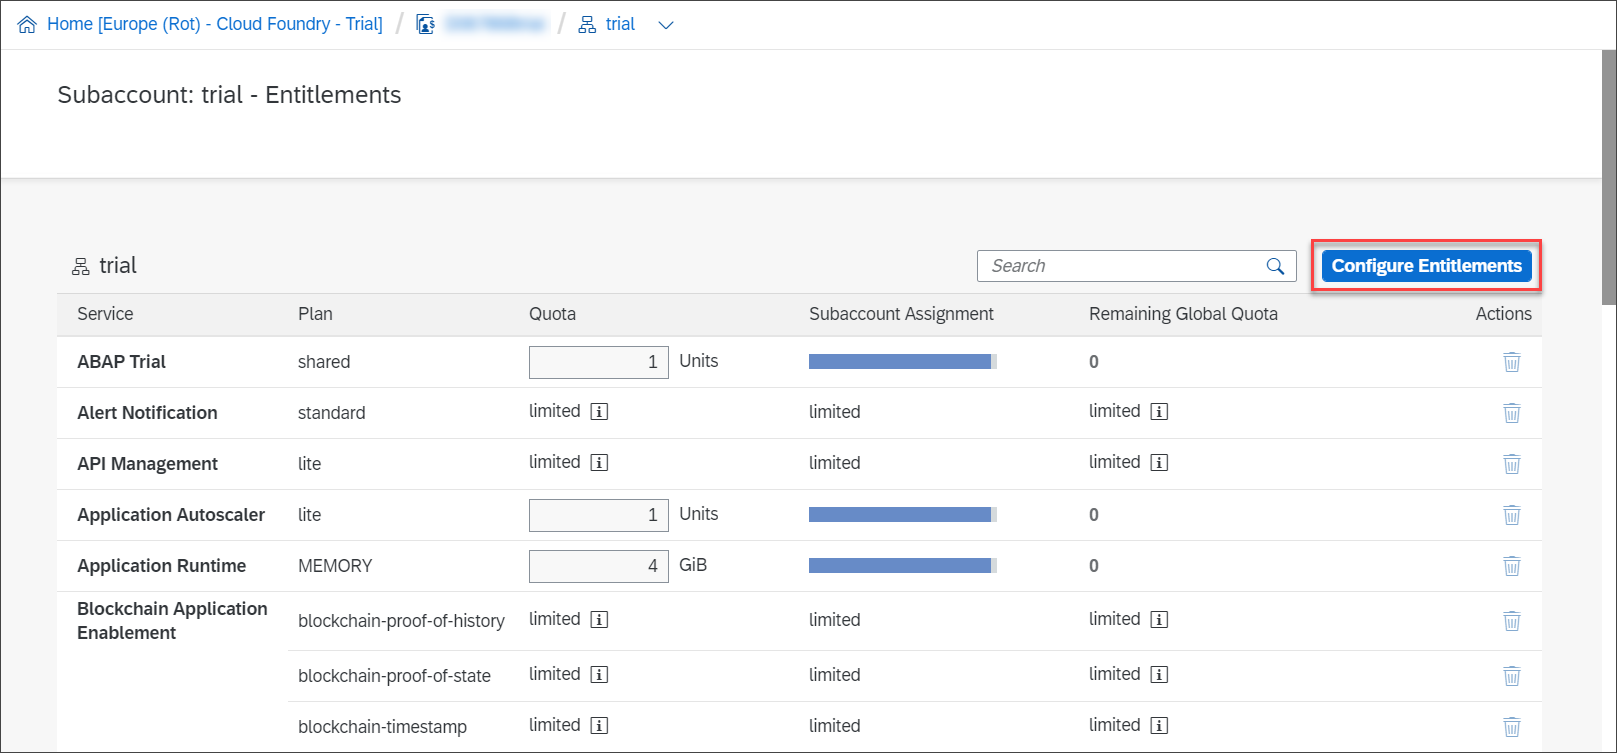 Home [Europe (Rot) - Cloud Foundry - Trial] / / trial
Subaccount: trial - Entitlements
trial Search Configure Entitlements
Service Plan Quota Subaccount Assignment Remaining Global Quota Actions
ABAP Trial shared 1 Units 0
Alert Notification standard limited limited limited
API Management lite limited limited limited
Application Autoscaler lite 1 Units 0
Application Runtime MEMORY 4 GiB 0
Blockchain Application
Enablement blockchain-proof-of-history limited limited limited
blockchain-proof-of-state limited limited limited
blockchain-timestamp limited limited limited